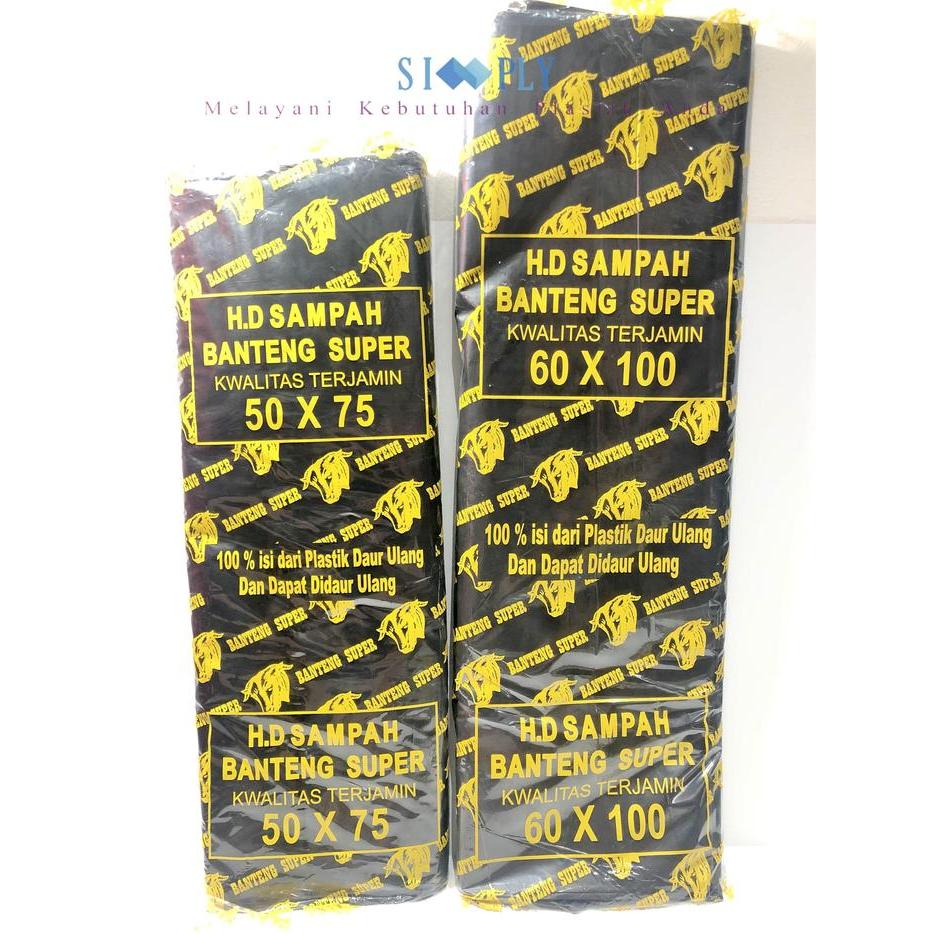 SIMPLY
Melayani Kebutuhan Plastik Anda
H.D SAMPAH
BANTENG SUPER
KWALITAS TERJAMIN
50 X 75
100 % isi dari Plastik Daur Ulang
Dan Dapat Didaur Ulang
H.D SAMPAH
BANTENG SUPER
KWALITAS TERJAMIN
50 X 75
H.D SAMPAH
BANTENG SUPER
KWALITAS TERJAMIN
60 X 100
100 % isi dari Plastik Daur Ulang
Dan Dapat Didaur Ulang
H.D SAMPAH
BANTENG SUPER
KWALITAS TERJAMIN
60 X 100